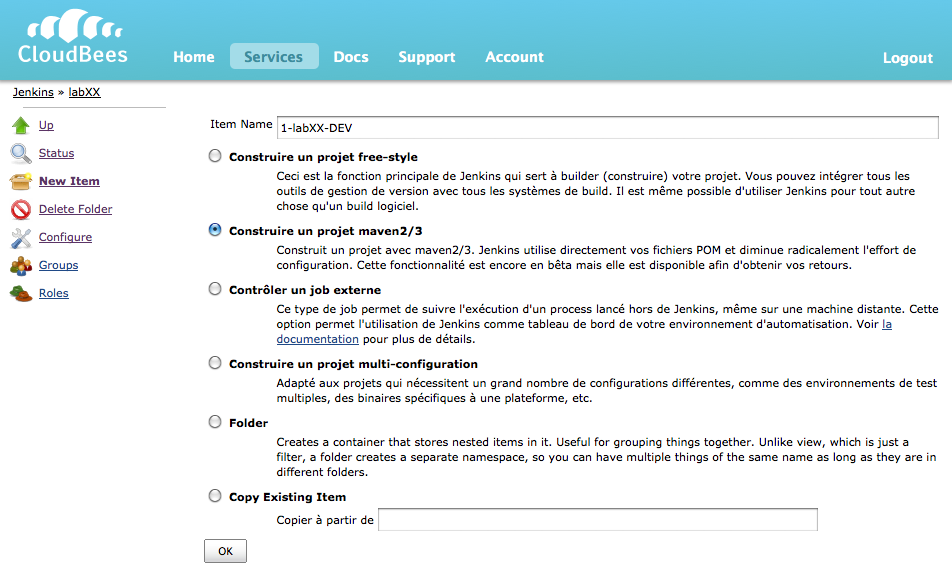 CloudBees
Home Services Docs Support Account Logout
Jenkins » labXX
Up
Status
New Item
Delete Folder
Configure
Groups
Roles
Item Name 1-labXX-DEV
Construire un projet free-style
Ceci est la fonction principale de Jenkins qui sert à builder (construire) votre projet. Vous pouvez intégrer tous les
outils de gestion de version avec tous les systèmes de build. Il est même possible d'utiliser Jenkins pour tout autre
chose qu'un build logiciel.
Construire un projet maven2/3
Construit un projet avec maven2/3. Jenkins utilise directement vos fichiers POM et diminue radicalement l'effort de
configuration. Cette fonctionnalité est encore en bêta mais elle est disponible afin d'obtenir vos retours.
Contrôler un job externe
Ce type de job permet de suivre l'exécution d'un process lancé hors de Jenkins, même sur une machine distante. Cette
option permet l'utilisation de Jenkins comme tableau de bord de votre environnement d'automatisation. Voir la
documentation pour plus de détails.
Construire un projet multi-configuration
Adapté aux projets qui nécessitent un grand nombre de configurations différentes, comme des environnements de test
multiples, des binaires spécifiques à une plateforme, etc.
Folder
Creates a container that stores nested items in it. Useful for grouping things together. Unlike view, which is just a
filter, a folder creates a separate namespace, so you can have multiple things of the same name as long as they are in
different folders.
Copy Existing Item
Copier à partir de
OK